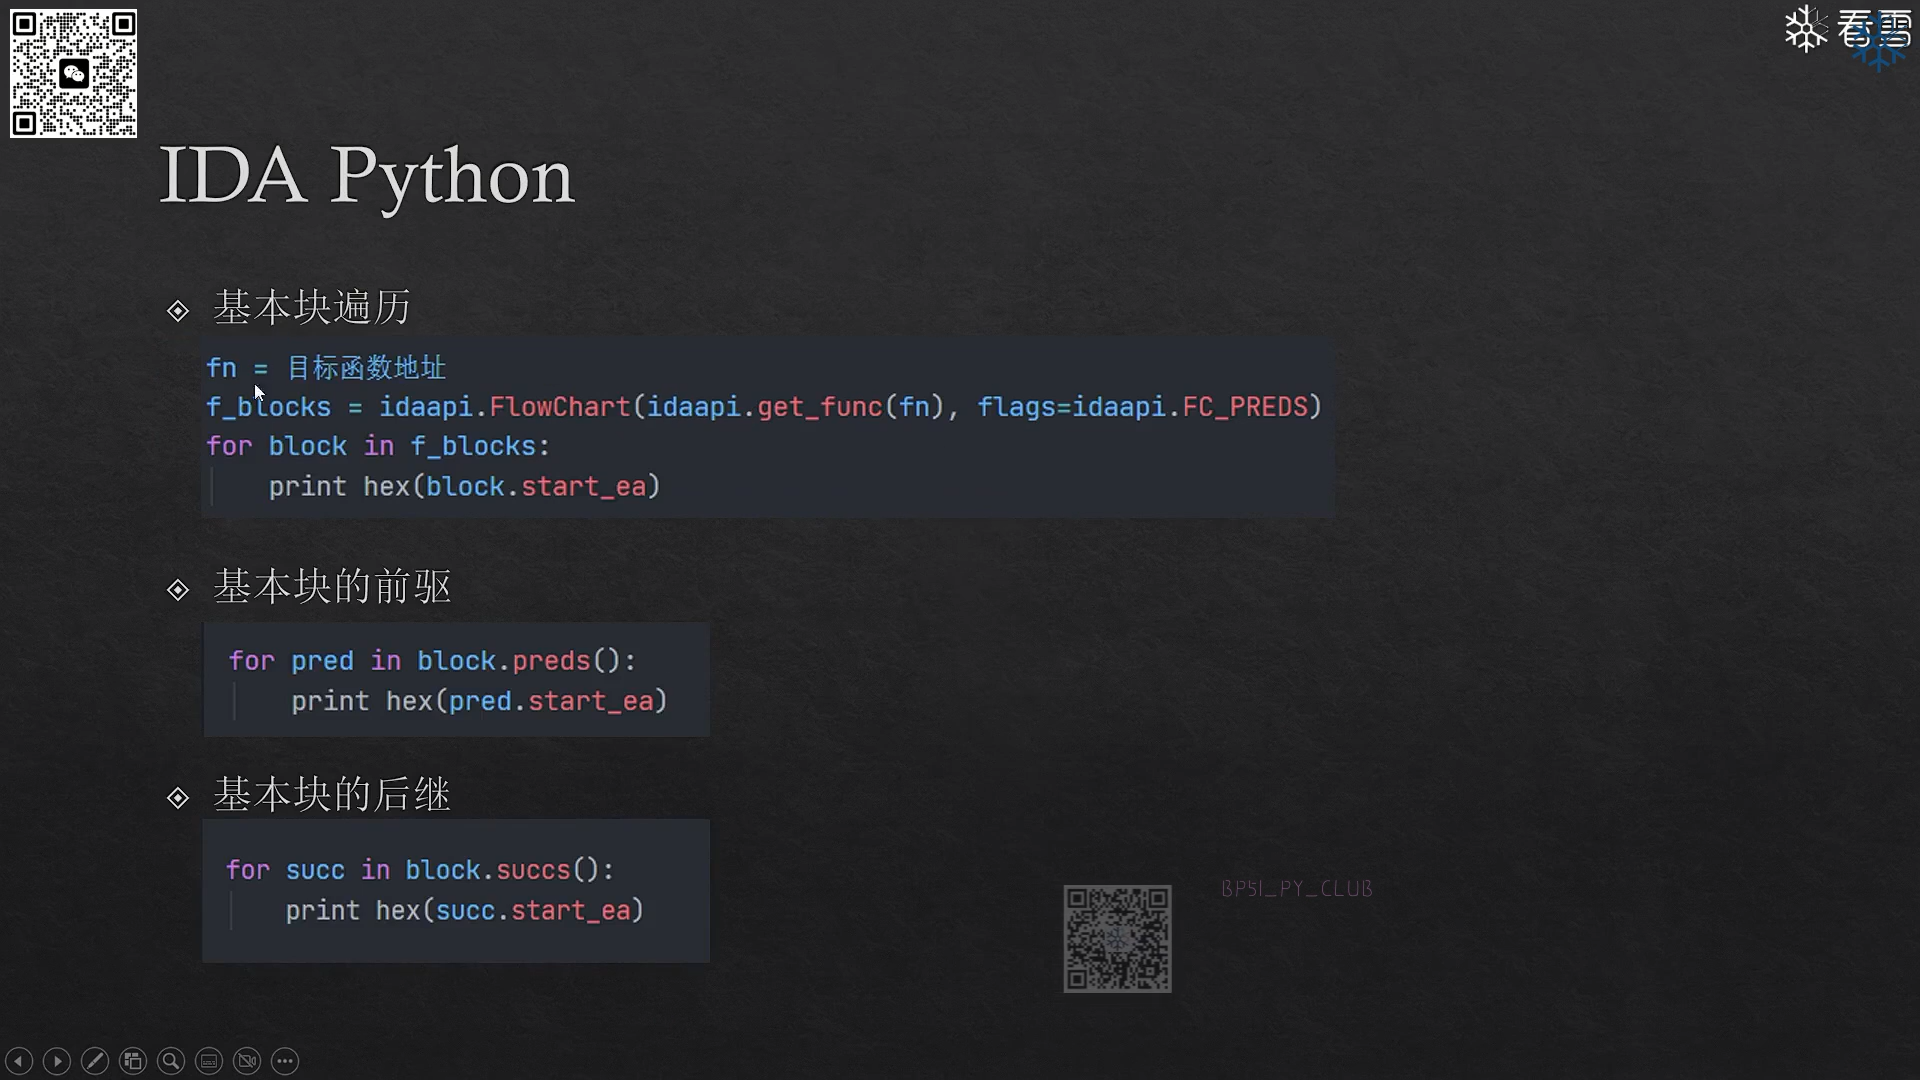 看雪
IDA Python
基本块遍历
fn = 目标函数地址
f_blocks = idaapi.FlowChart(idaapi.get_func(fn), flags=idaapi.FC_PREDS)
for block in f_blocks:
print hex(block.start_ea)
基本块的前驱
for pred in block.preds():
print hex(pred.start_ea)
基本块的后继
for succ in block.succs():
print hex(succ.start_ea)
BP5I_PY_CLUB